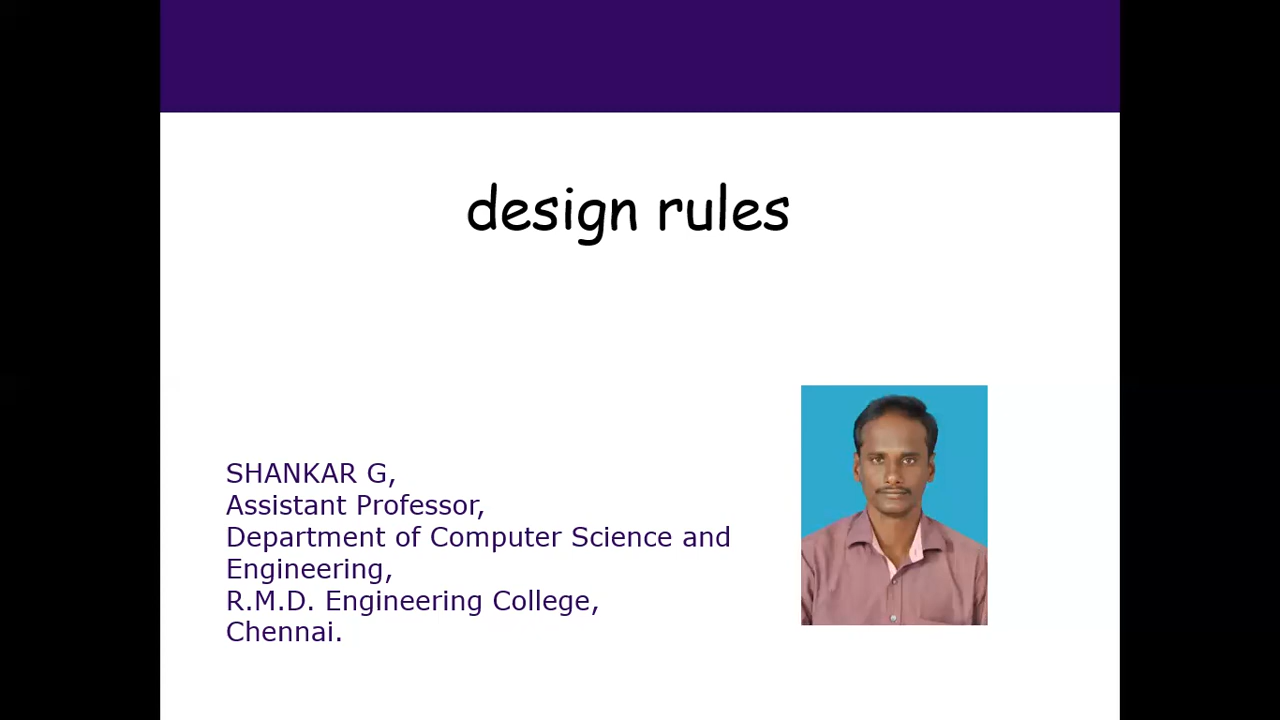 design rules
SHANKAR G,
Assistant Professor,
Department of Computer Science and
Engineering,
R.M.D. Engineering College,
Chennai.